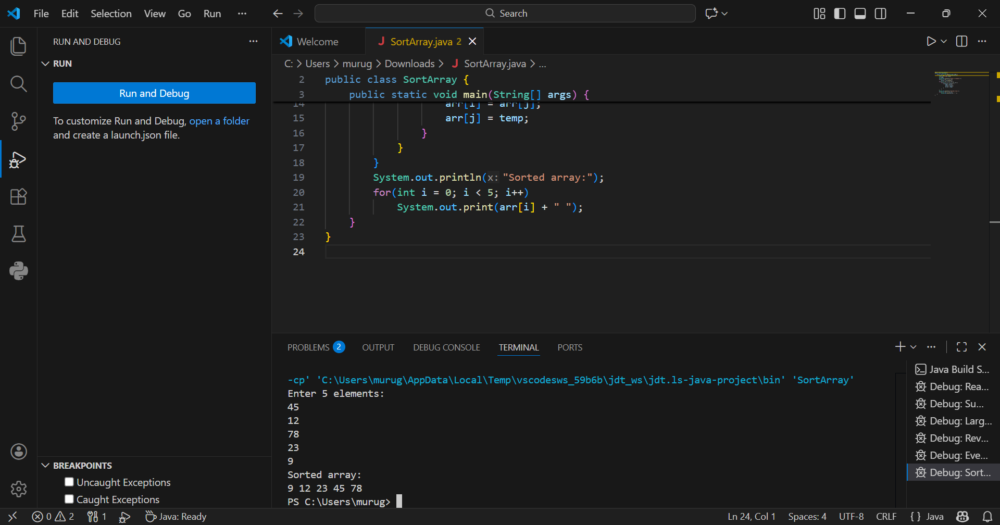 File Edit Selection View Go Run ···
Search
RUN AND DEBUG
RUN
Run and Debug
To customize Run and Debug, open a folder
and create a launch.json file.
BREAKPOINTS
Uncaught Exceptions
Caught Exceptions
Welcome
J SortArray.java 2
C: > Users > murug > Downloads > J SortArray.java > ...
2 public class SortArray {
3 public static void main(String[] args) {
14 arr[i] = arr[j];
15 arr[j] = temp;
16 }
17 }
18 }
19 System.out.println(x: "Sorted array:");
20 for(int i = 0; i < 5; i++)
21 System.out.print(arr[i] + " ");
22 }
23 }
24
PROBLEMS 2 OUTPUT DEBUG CONSOLE TERMINAL PORTS
-cp' 'C:\Users\murug\AppData\Local\Temp\vscodesws_59b6b\jdt_ws\jdt.ls-java-project\bin' 'SortArray'
Enter 5 elements:
45
12
78
23
9
Sorted array:
9 12 23 45 78
PS C:\Users\murug>
Java Build S...
Debug: Rea...
Debug: Su...
Debug: Larg...
Debug: Rev...
Debug: Eve...
Debug: Sort...
0 2 1 Java: Ready
Ln 24, Col 1 Spaces: 4 UTF-8 CRLF {} Java